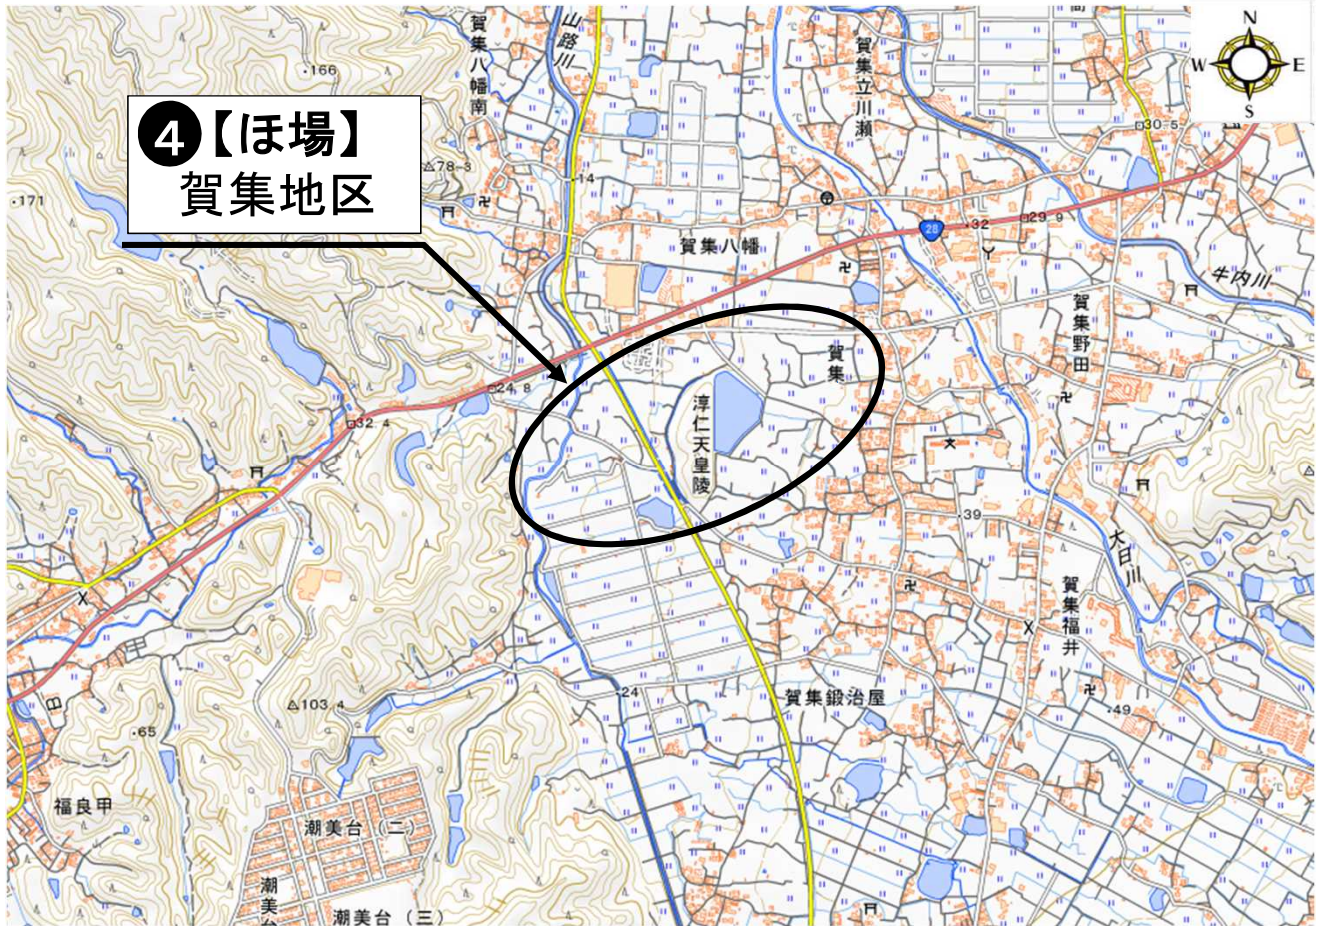 ❹【ほ場】
賀集地区
N
W
E
S
賀集八幡南
山路川
賀集立川瀬
166
171
78.3
14
30.5
28
32
29.9
賀集八幡
牛内川
賀集野田
賀集
淳仁天皇陵
24.8
32.4
39
大日川
賀集福井
24
賀集鍛治屋
49
103.4
65
福良甲
潮美台(二)
潮美台(三)